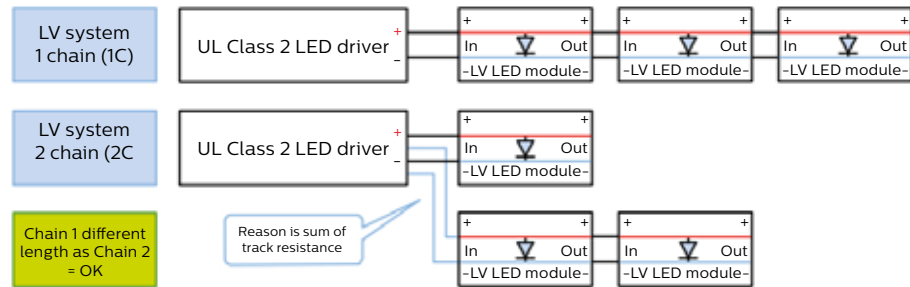 LV system
1 chain (1C)
UL Class 2 LED driver
+
-
+ +
In Out
-LV LED module-
+ +
In Out
-LV LED module-
+ +
In Out
-LV LED module-
LV system
2 chain (2C
UL Class 2 LED driver
+
-
+ +
In Out
-LV LED module-
Chain 1 different
length as Chain 2
= OK
Reason is sum of
track resistance
+ +
In Out
-LV LED module-
+ +
In Out
-LV LED module-